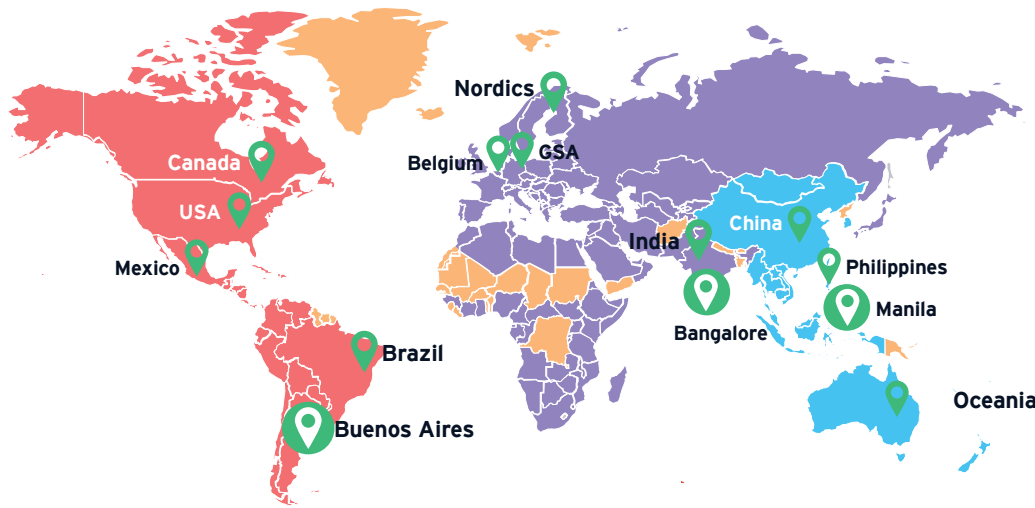 Nordics
Belgium
GSA
Canada
USA
Mexico
China
India
Philippines
Manila
Bangalore
Brazil
Oceania
Buenos Aires